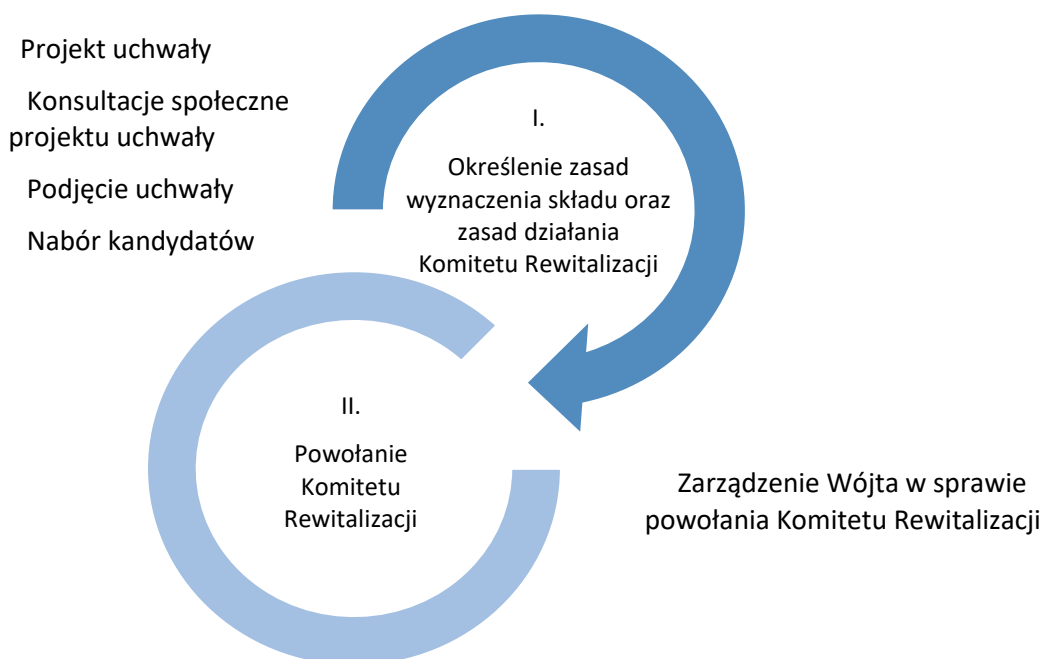 Projekt uchwały
Konsultacje społeczne
projektu uchwały
Podjęcie uchwały
Nabór kandydatów
I.
Określenie zasad
wyznaczenia składu oraz
zasad działania
Komitetu Rewitalizacji
II.
Powołanie
Komitetu
Rewitalizacji
Zarządzenie Wójta w sprawie
powołania Komitetu Rewitalizacji